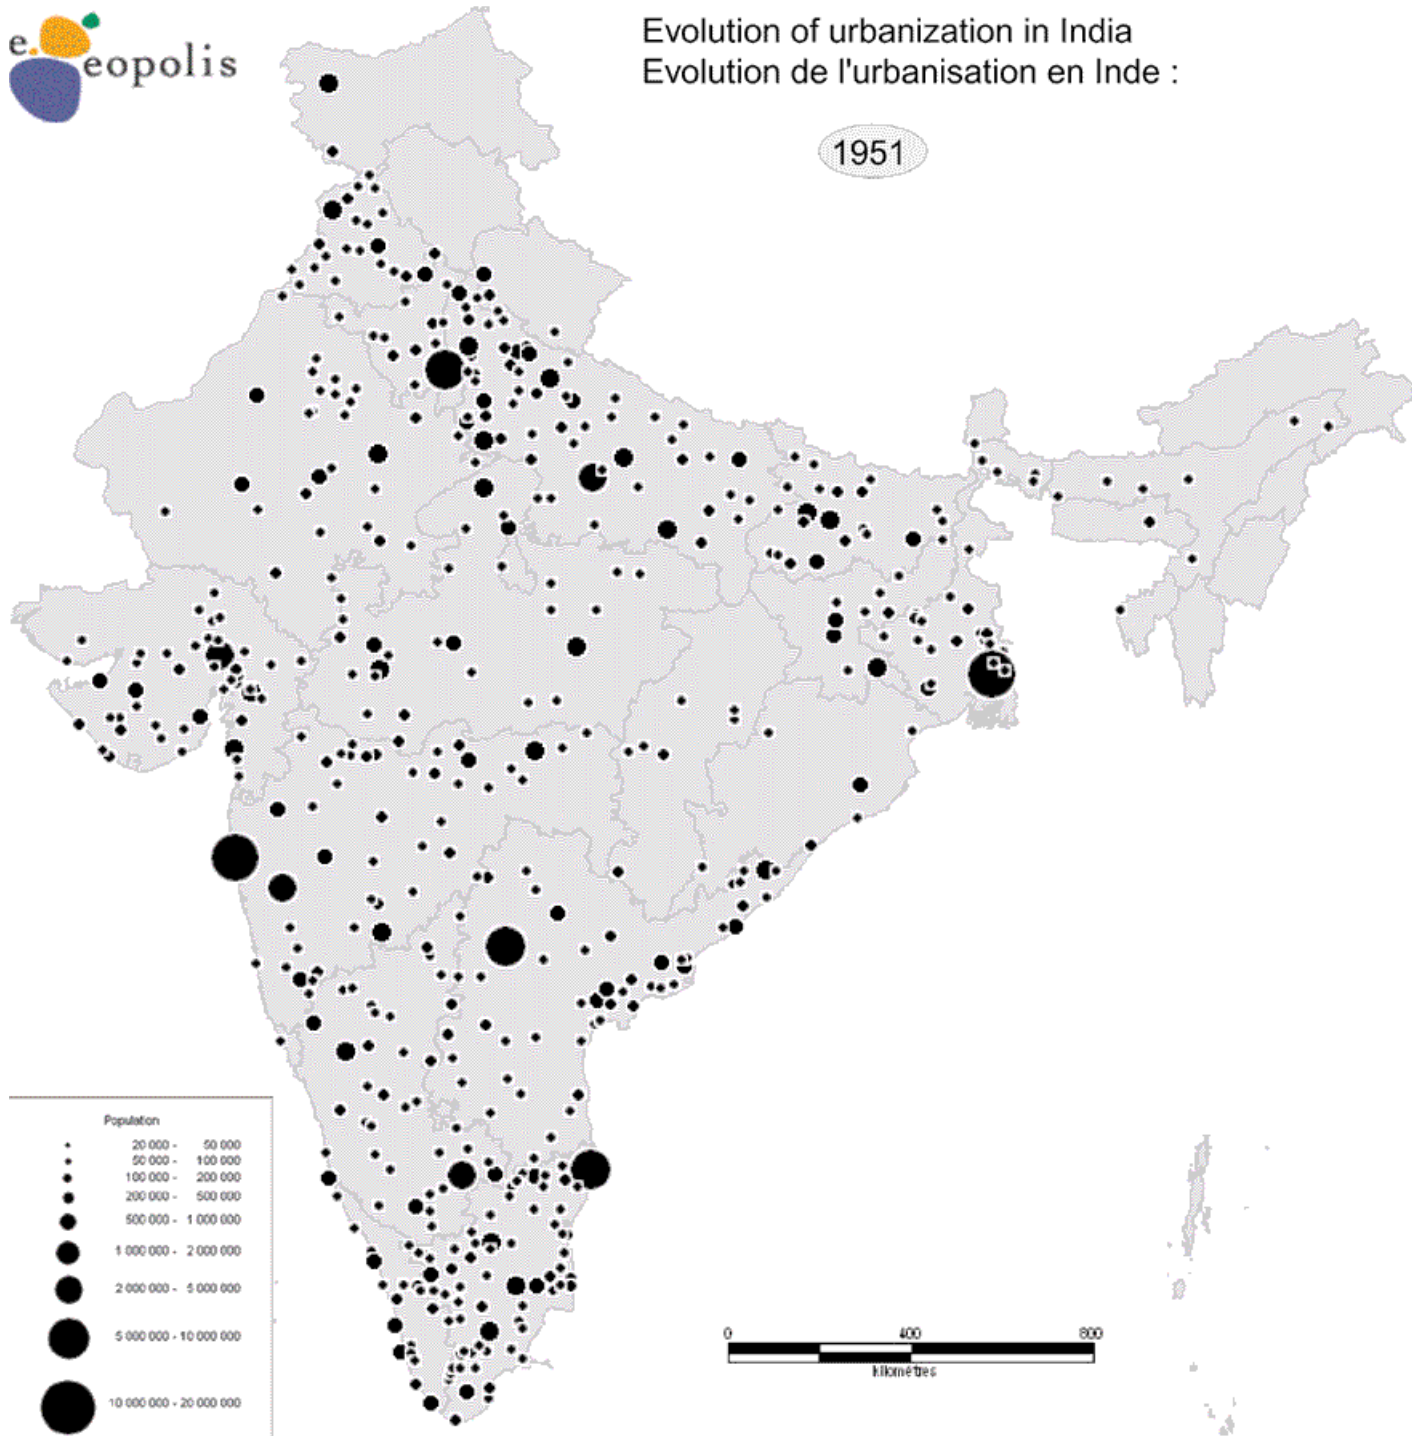 e.
eopolis
Evolution of urbanization in India
Evolution de l'urbanisation en Inde :
1951
Population
20 000 - 50 000
50 000 - 100 000
100 000 - 200 000
200 000 - 500 000
500 000 - 1 000 000
1 000 000 - 2 000 000
2 000 000 - 5 000 000
5 000 000 - 10 000 000
10 000 000 - 20 000 000
0 400 800
kilometres